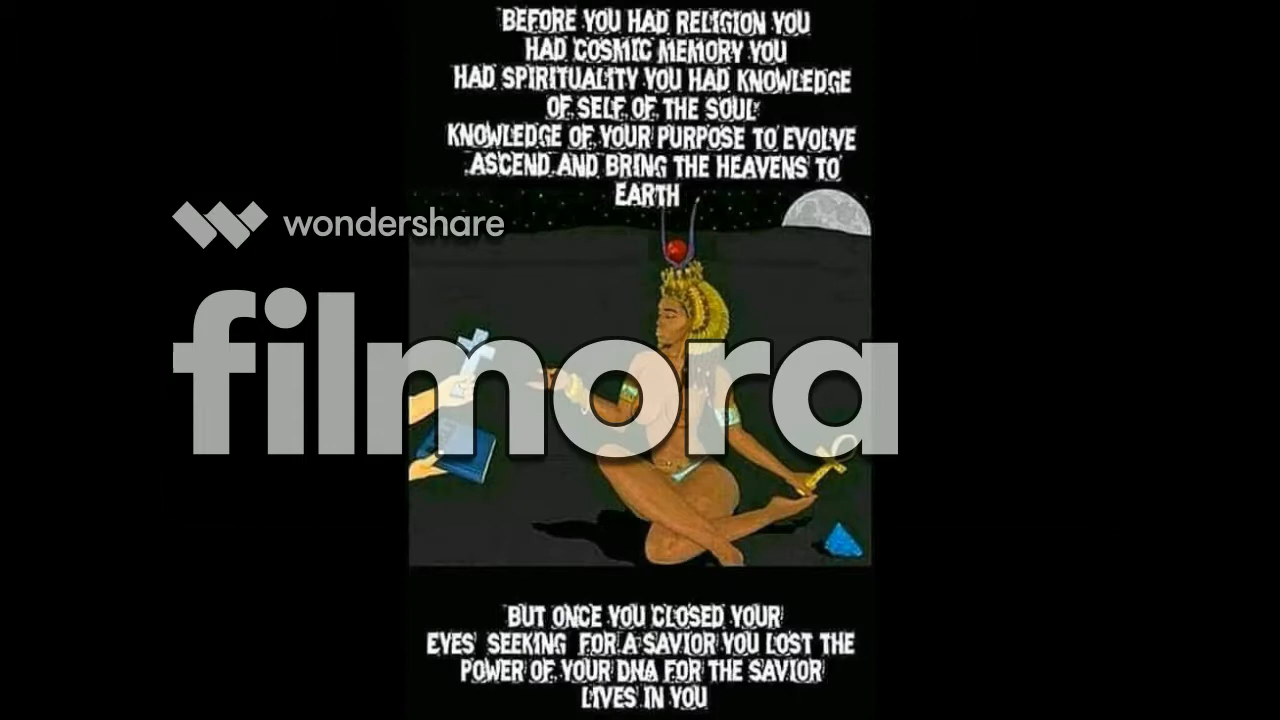 BEFORE YOU HAD RELIGION YOU
HAD COSMIC MEMORY YOU
HAD SPIRITUALITY YOU HAD KNOWLEDGE
OF SELF OF THE SOUL
KNOWLEDGE OF YOUR PURPOSE TO EVOLVE
ASCEND AND BRING THE HEAVENS TO
EARTH
wondershare
filmora
BUT ONCE YOU CLOSED YOUR
EYES SEEKING FOR A SAVIOR YOU LOST THE
POWER OF YOUR DNA FOR THE SAVIOR
LIVES IN YOU